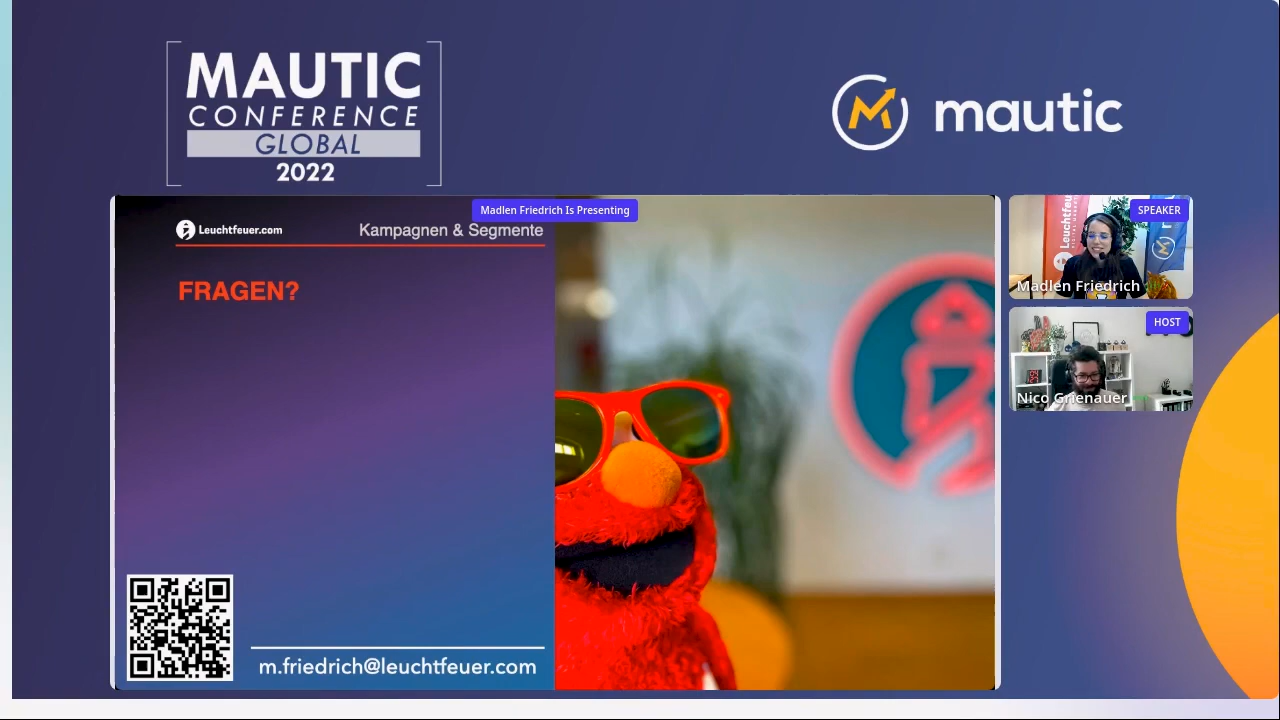 MAUTIC
CONFERENCE
GLOBAL
2022
mautic
Madlen Friedrich Is Presenting
Leuchtfeuer.com
Kampagnen & Segmente
FRAGEN?
m.friedrich@leuchtfeuer.com
SPEAKER
Madlen Friedrich
HOST
Nico Grienauer